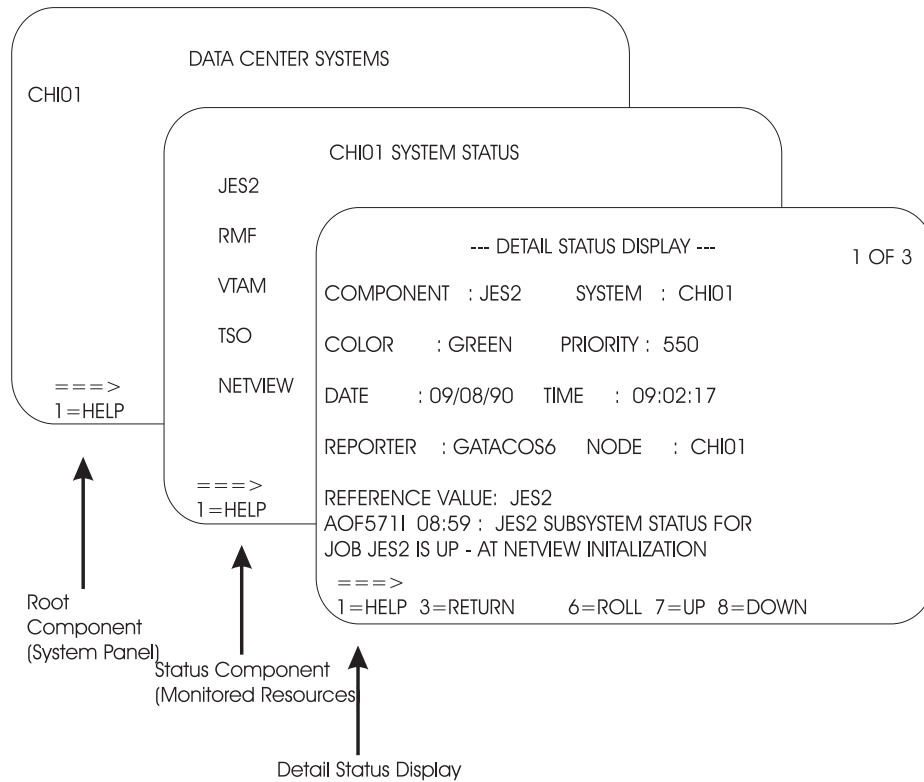 DATA CENTER SYSTEMS
CHI01
===>
1=HELP
CHI01 SYSTEM STATUS
JES2
RMF
VTAM
TSO
NETVIEW
===>
1=HELP
--- DETAIL STATUS DISPLAY ---
1 OF 3
COMPONENT : JES2 SYSTEM : CHI01
COLOR : GREEN PRIORITY : 550
DATE : 09/08/90 TIME : 09:02:17
REPORTER : GATACOS6 NODE : CHI01
REFERENCE VALUE: JES2
AOF571I 08:59 : JES2 SUBSYSTEM STATUS FOR
JOB JES2 IS UP - AT NETVIEW INITALIZATION
===>
1=HELP 3=RETURN 6=ROLL 7=UP 8=DOWN
Root
Component
(System Panel)
Status Component
(Monitored Resources)
Detail Status Display